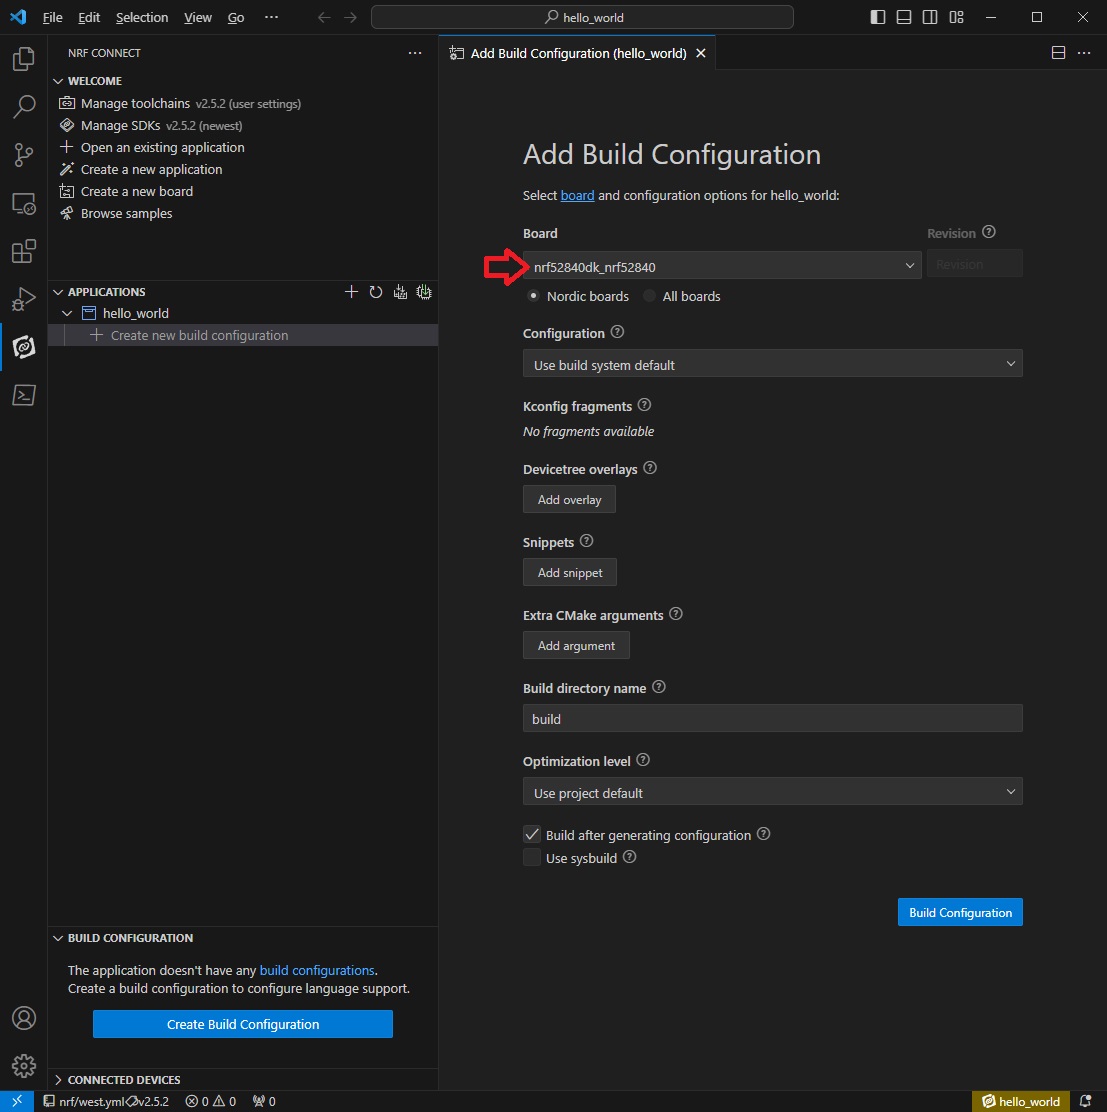 File Edit Selection View Go ··· hello_world
NRF CONNECT
WELCOME
Manage toolchains v2.5.2 (user settings)
Manage SDKs v2.5.2 (newest)
Open an existing application
Create a new application
Create a new board
Browse samples
APPLICATIONS
hello_world
Create new build configuration
BUILD CONFIGURATION
The application doesn't have any build configurations.
Create a build configuration to configure language support.
Create Build Configuration
CONNECTED DEVICES
Add Build Configuration (hello_world)
Add Build Configuration
Select board and configuration options for hello_world:
Board Revision
nrf52840dk_nrf52840 Revision
Nordic boards All boards
Configuration
Use build system default
Kconfig fragments
No fragments available
Devicetree overlays
Add overlay
Snippets
Add snippet
Extra CMake arguments
Add argument
Build directory name
build
Optimization level
Use project default
Build after generating configuration
Use sysbuild
Build Configuration
nrf/west.yml v2.5.2 0 0 0 hello_world